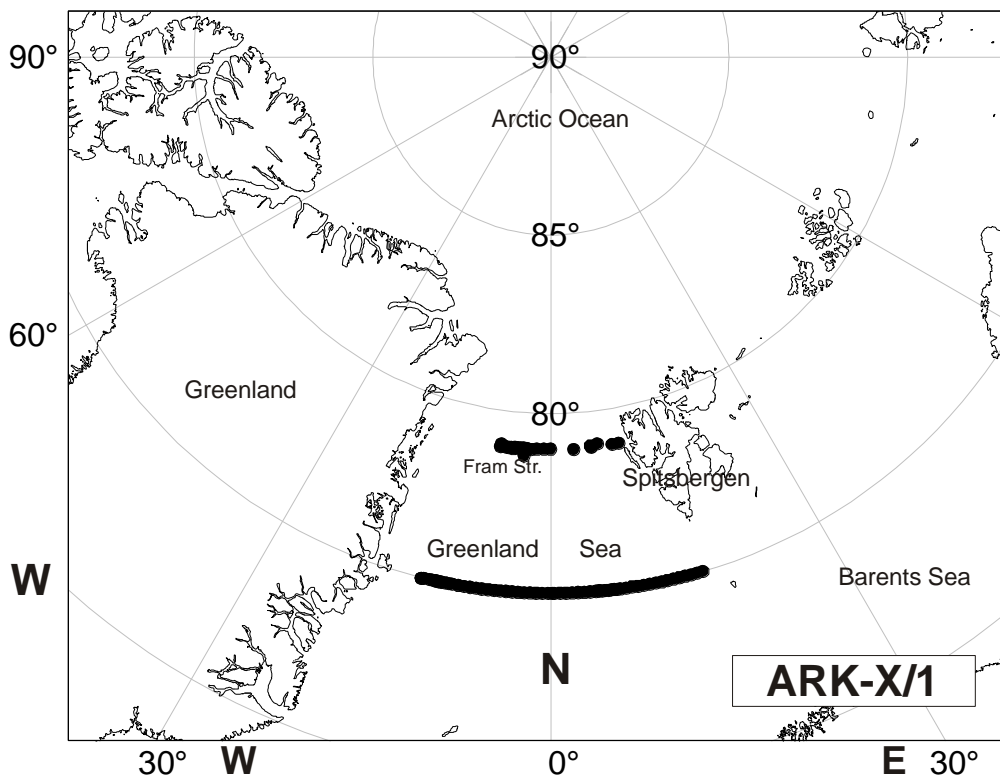 90°
90°
Arctic Ocean
85°
60°
Greenland
80°
Fram Str.
Spitsbergen
Greenland Sea
W
Barents Sea
N
ARK-X/1
30° W 0° E 30°